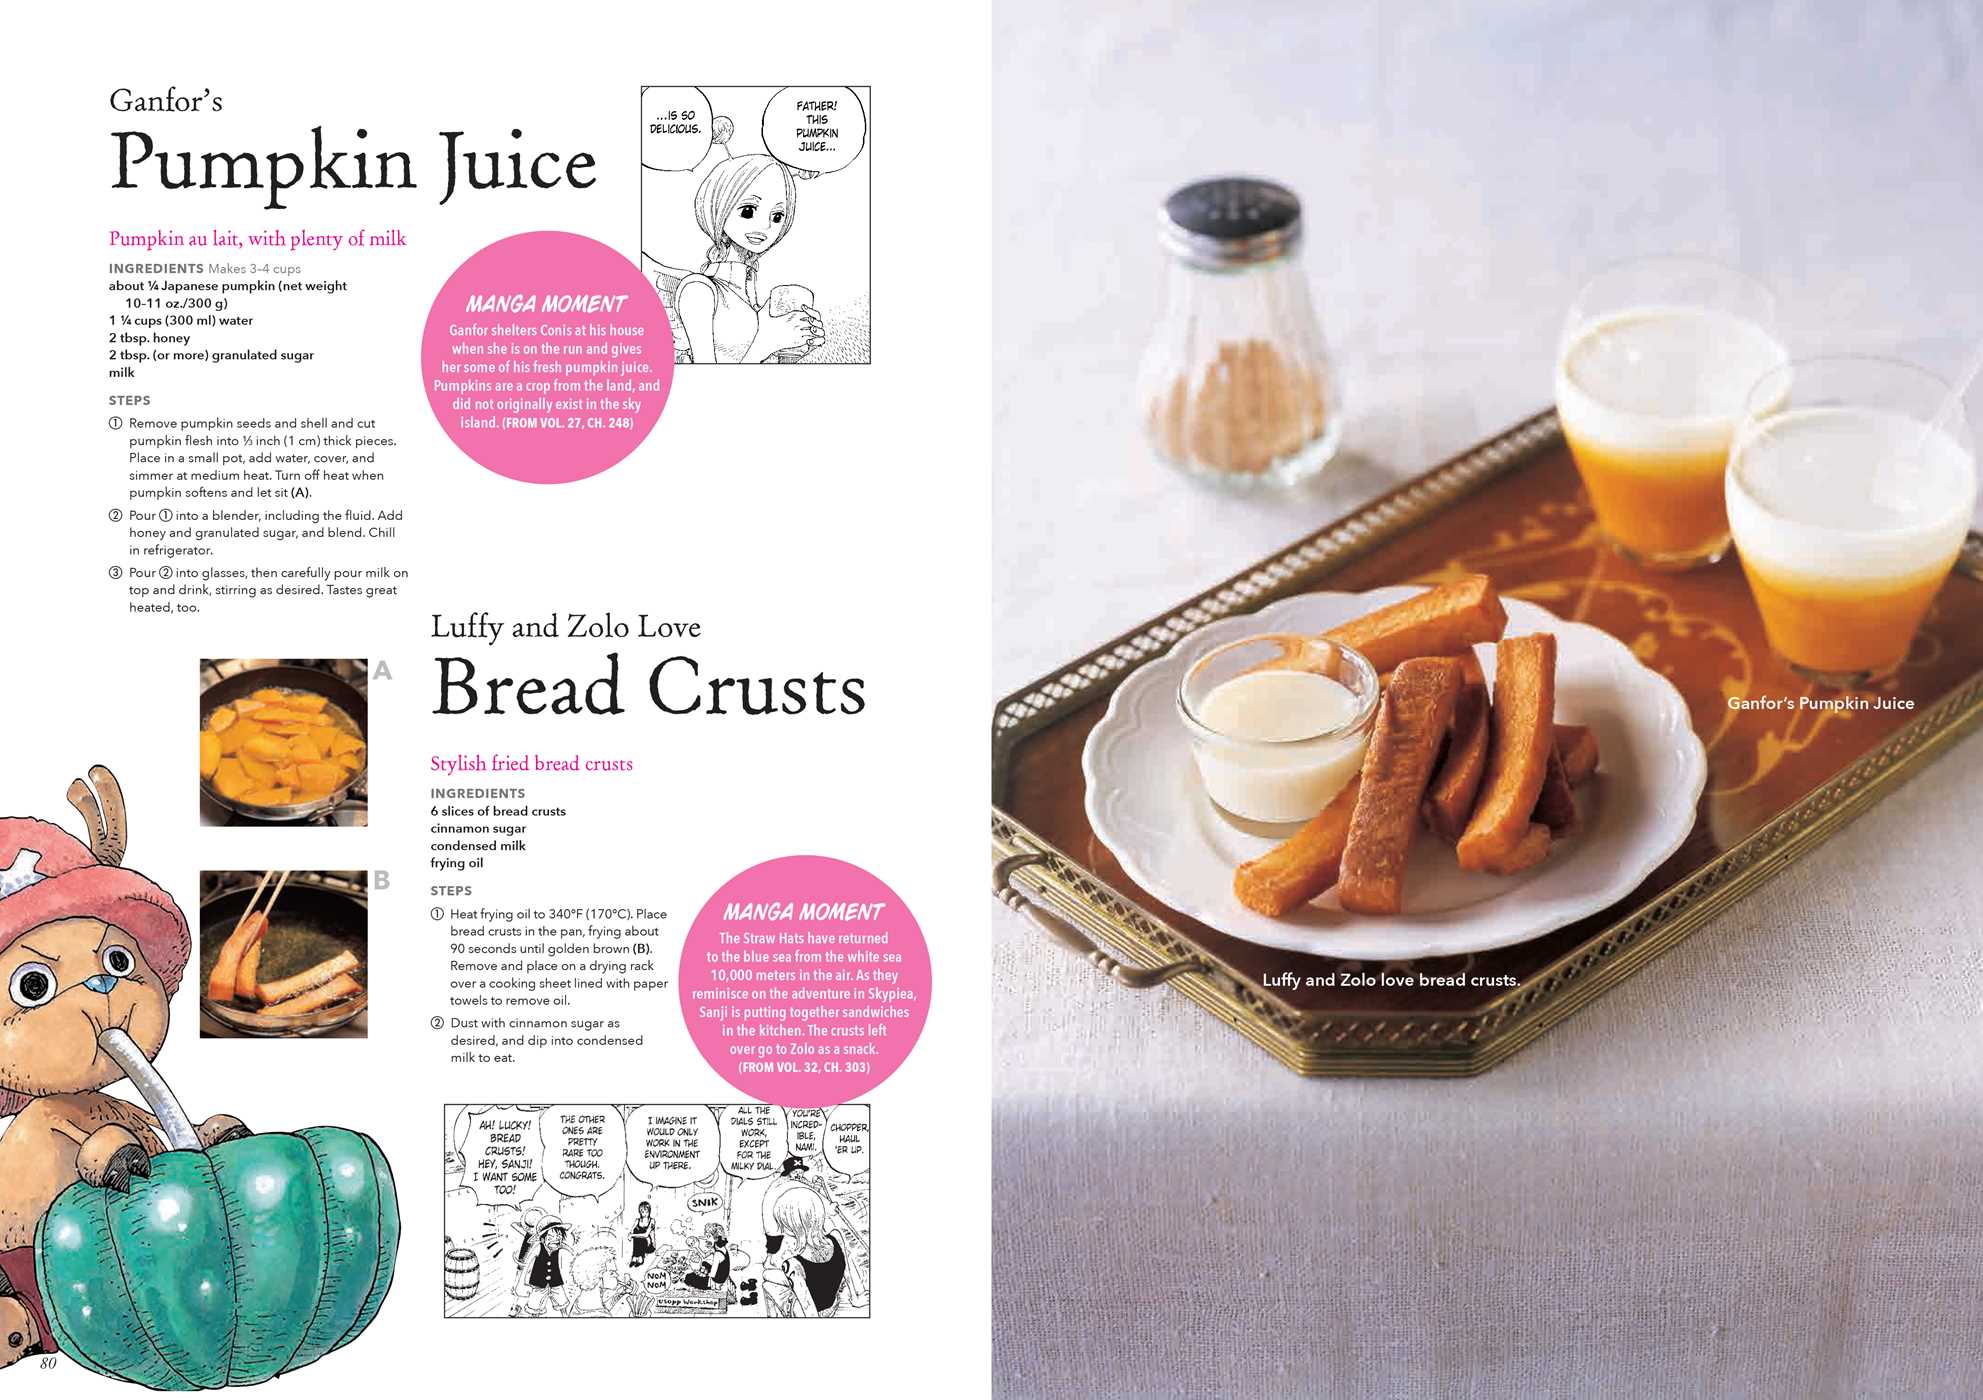 Ganfor's
Pumpkin Juice
Pumpkin au lait, with plenty of milk
INGREDIENTS Makes 3–4 cups
about ¼ Japanese pumpkin (net weight
10–11 oz./300 g)
1 ¼ cups (300 ml) water
2 tbsp. honey
2 tbsp. (or more) granulated sugar
milk
STEPS
① Remove pumpkin seeds and shell and cut
pumpkin flesh into ⅓ inch (1 cm) thick pieces.
Place in a small pot, add water, cover, and
simmer at medium heat. Turn off heat when
pumpkin softens and let sit (A).
② Pour ① into a blender, including the fluid. Add
honey and granulated sugar, and blend. Chill
in refrigerator.
③ Pour ② into glasses, then carefully pour milk on
top and drink, stirring as desired. Tastes great
heated, too.
FATHER!
THIS
PUMPKIN
JUICE...
...IS SO
DELICIOUS.
MANGA MOMENT
Ganfor shelters Conis at his house
when she is on the run and gives
her some of his fresh pumpkin juice.
Pumpkins are a crop from the land, and
did not originally exist in the sky
island. (FROM VOL. 27, CH. 248)
A
B
Luffy and Zolo Love
Bread Crusts
Stylish fried bread crusts
INGREDIENTS
6 slices of bread crusts
cinnamon sugar
condensed milk
frying oil
STEPS
① Heat frying oil to 340°F (170°C). Place
bread crusts in the pan, frying about
90 seconds until golden brown (B).
Remove and place on a drying rack
over a cooking sheet lined with paper
towels to remove oil.
② Dust with cinnamon sugar as
desired, and dip into condensed
milk to eat.
MANGA MOMENT
The Straw Hats have returned
to the blue sea from the white sea
10,000 meters in the air. As they
reminisce on the adventure in Skypiea,
Sanji is putting together sandwiches
in the kitchen. The crusts left
over go to Zolo as a snack.
(FROM VOL. 32, CH. 303)
CHOPPER,
HAUL
'ER UP.
YOU'RE
INCRED-
IBLE,
NAMI.
ALL THE
DIALS STILL
WORK,
EXCEPT
FOR THE
MILKY DIAL.
I IMAGINE IT
WOULD ONLY
WORK IN THE
ENVIRONMENT
UP THERE.
THE OTHER
ONES ARE
PRETTY
RARE TOO
THOUGH.
CONGRATS.
AH! LUCKY!
BREAD
CRUSTS!
HEY, SANJI!
I WANT SOME
TOO!
SNIK
NOM
NOM
Usopp Workshop
80
Ganfor's Pumpkin Juice
Luffy and Zolo love bread crusts.